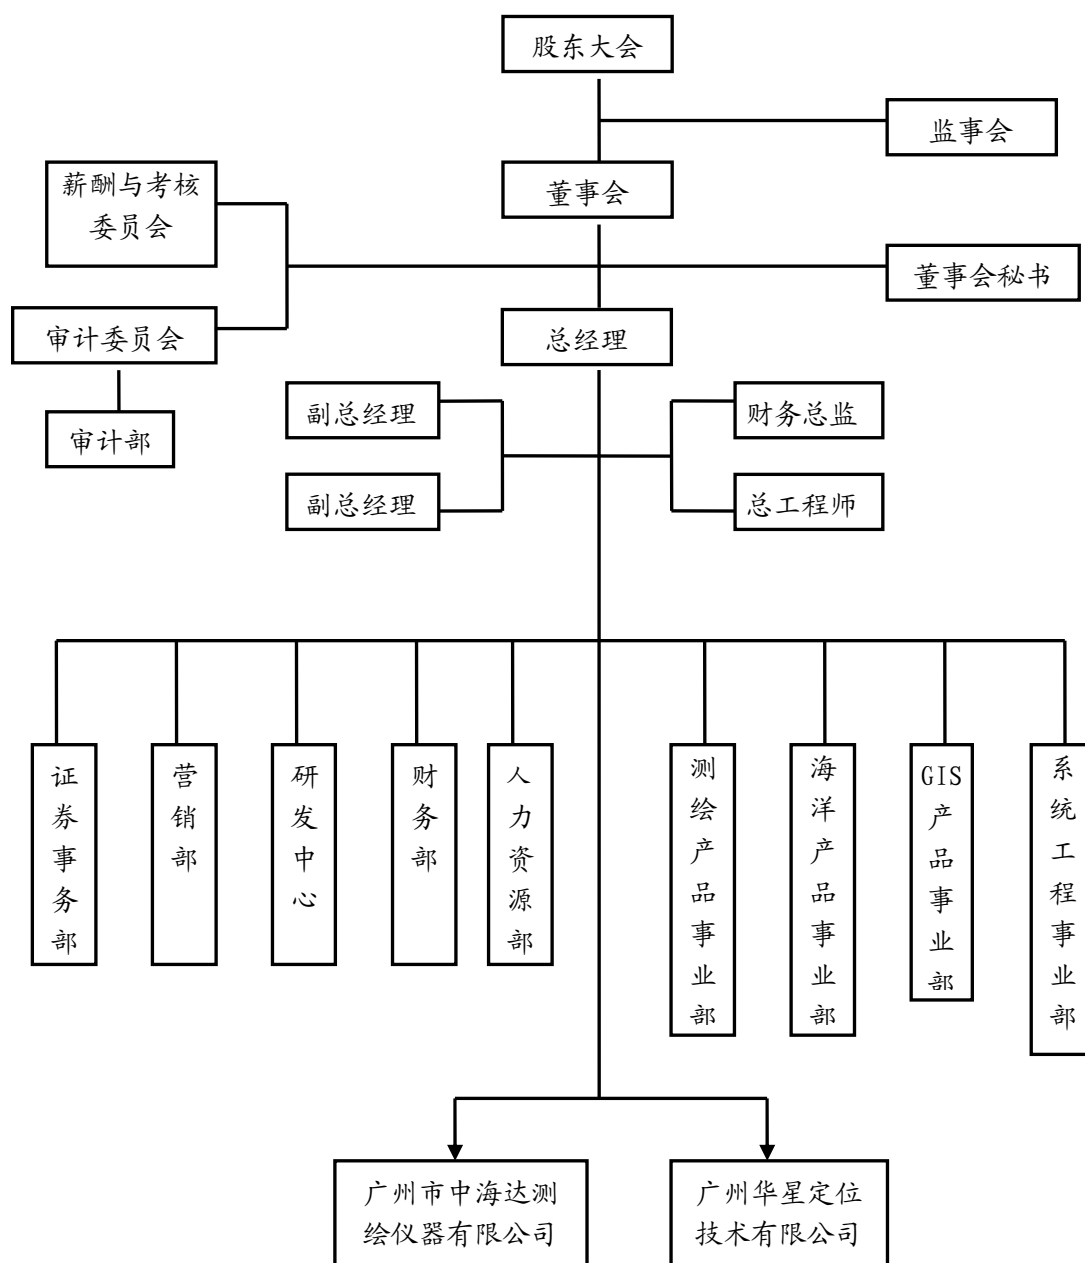 股东大会
监事会
薪酬与考核
委员会
董事会
董事会秘书
审计委员会
总经理
副总经理
财务总监
审计部
副总经理
总工程师
证券事务部
营销部
研发中心
财务部
人力资源部
测绘产品事业部
海洋产品事业部
GIS产品事业部
系统工程事业部
广州市中海达测
绘仪器有限公司
广州华星定位
技术有限公司